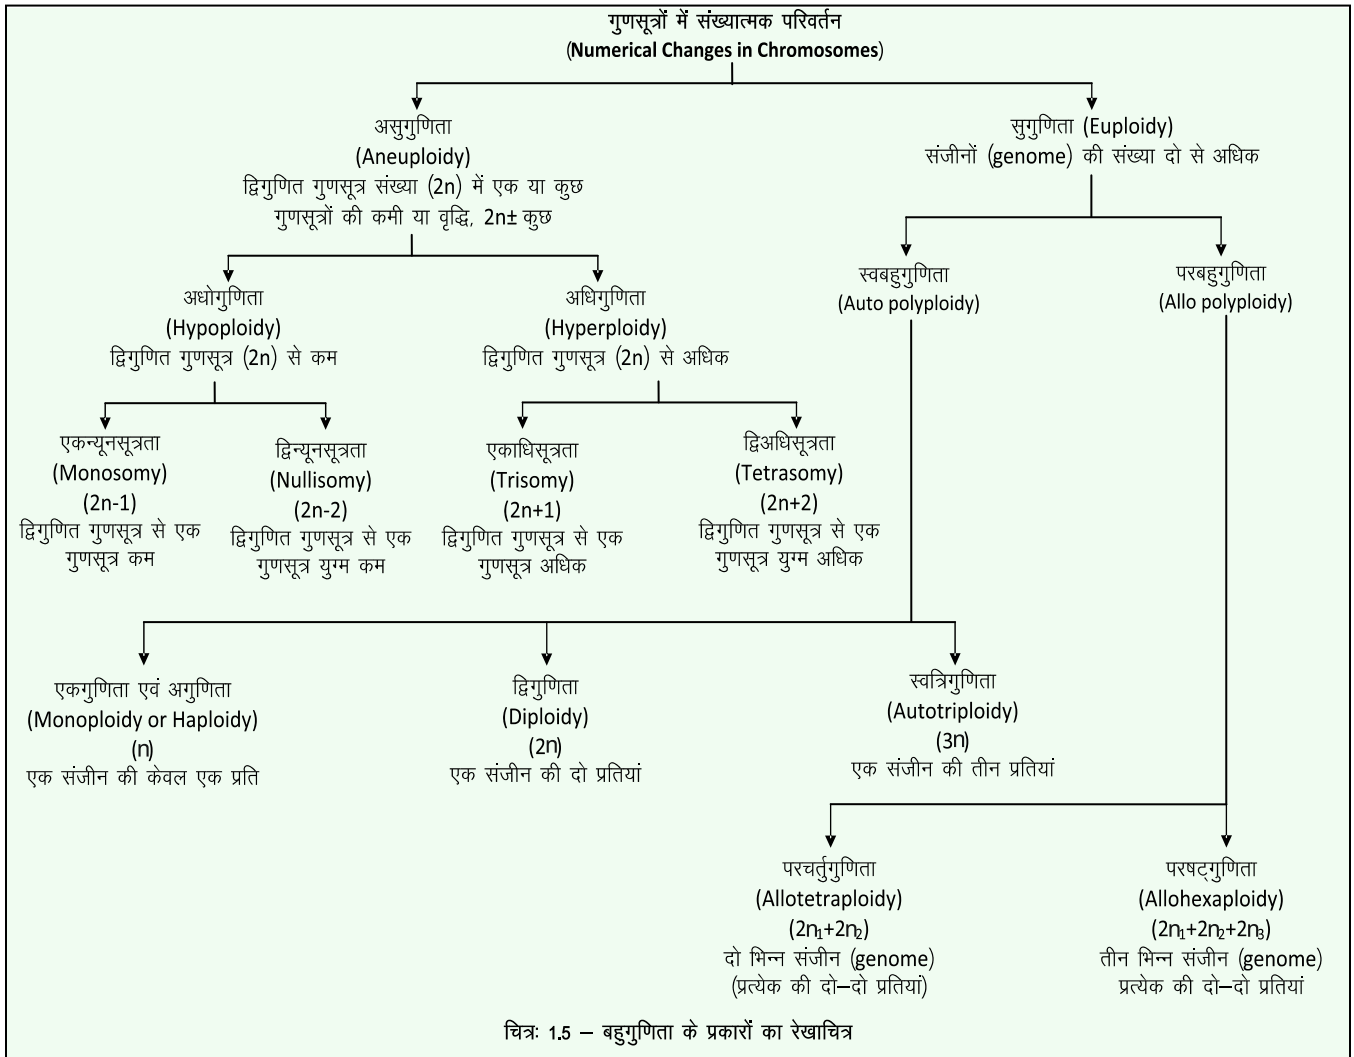 गुणसूत्रों में संख्यात्मक परिवर्तन
(Numerical Changes in Chromosomes)
असुगुणिता
(Aneuploidy)
द्विगुणित गुणसूत्र संख्या (2n) में एक या कुछ
गुणसूत्रों की कमी या वृद्धि, 2n± कुछ
सुगुणिता (Euploidy)
संजीनों (genome) की संख्या दो से अधिक
अधोगुणिता
(Hypoploidy)
द्विगुणित गुणसूत्र (2n) से कम
अधिगुणिता
(Hyperploidy)
द्विगुणित गुणसूत्र (2n) से अधिक
स्वबहुगुणिता
(Auto polyploidy)
परबहुगुणिता
(Allo polyploidy)
एकन्यूनसूत्रता
(Monosomy)
(2n-1)
द्विगुणित गुणसूत्र से एक
गुणसूत्र कम
द्विन्यूनसूत्रता
(Nullisomy)
(2n-2)
द्विगुणित गुणसूत्र से एक
गुणसूत्र युग्म कम
एकाधिसूत्रता
(Trisomy)
(2n+1)
द्विगुणित गुणसूत्र से एक
गुणसूत्र अधिक
द्विअधिसूत्रता
(Tetrasomy)
(2n+2)
द्विगुणित गुणसूत्र से एक
गुणसूत्र युग्म अधिक
एकगुणिता एवं अगुणिता
(Monoploidy or Haploidy)
(n)
एक संजीन की केवल एक प्रति
द्विगुणिता
(Diploidy)
(2n)
एक संजीन की दो प्रतियां
स्वत्रिगुणिता
(Autotriploidy)
(3n)
एक संजीन की तीन प्रतियां
परचर्तुगुणिता
(Allotetraploidy)
(2n₁+2n₂)
दो भिन्न संजीन (genome)
(प्रत्येक की दो–दो प्रतियां)
परषट्गुणिता
(Allohexaploidy)
(2n₁+2n₂+2n₃)
तीन भिन्न संजीन (genome)
प्रत्येक की दो–दो प्रतियां
चित्रः 1.5 – बहुगुणिता के प्रकारों का रेखाचित्र